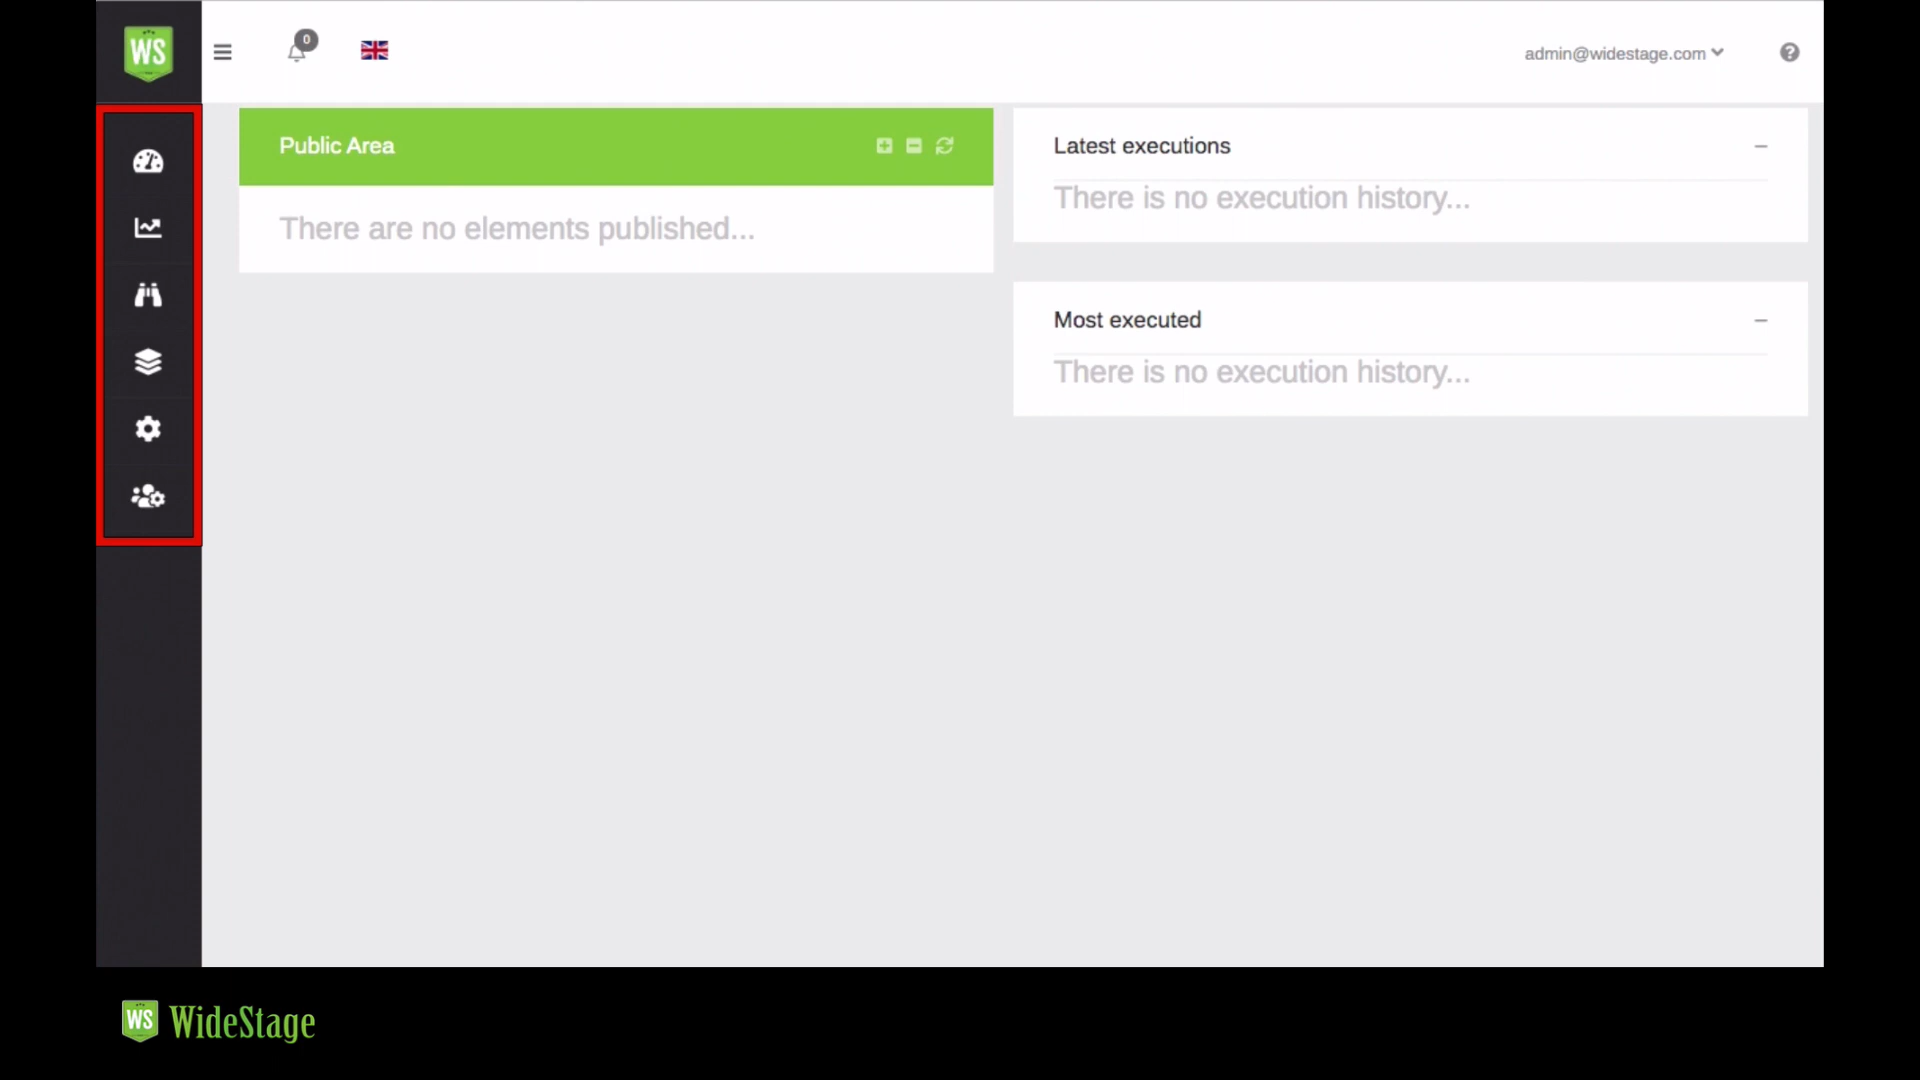 WS
0
admin@widestage.com
Public Area
There are no elements published...
Latest executions
There is no execution history...
Most executed
There is no execution history...
WS WideStage